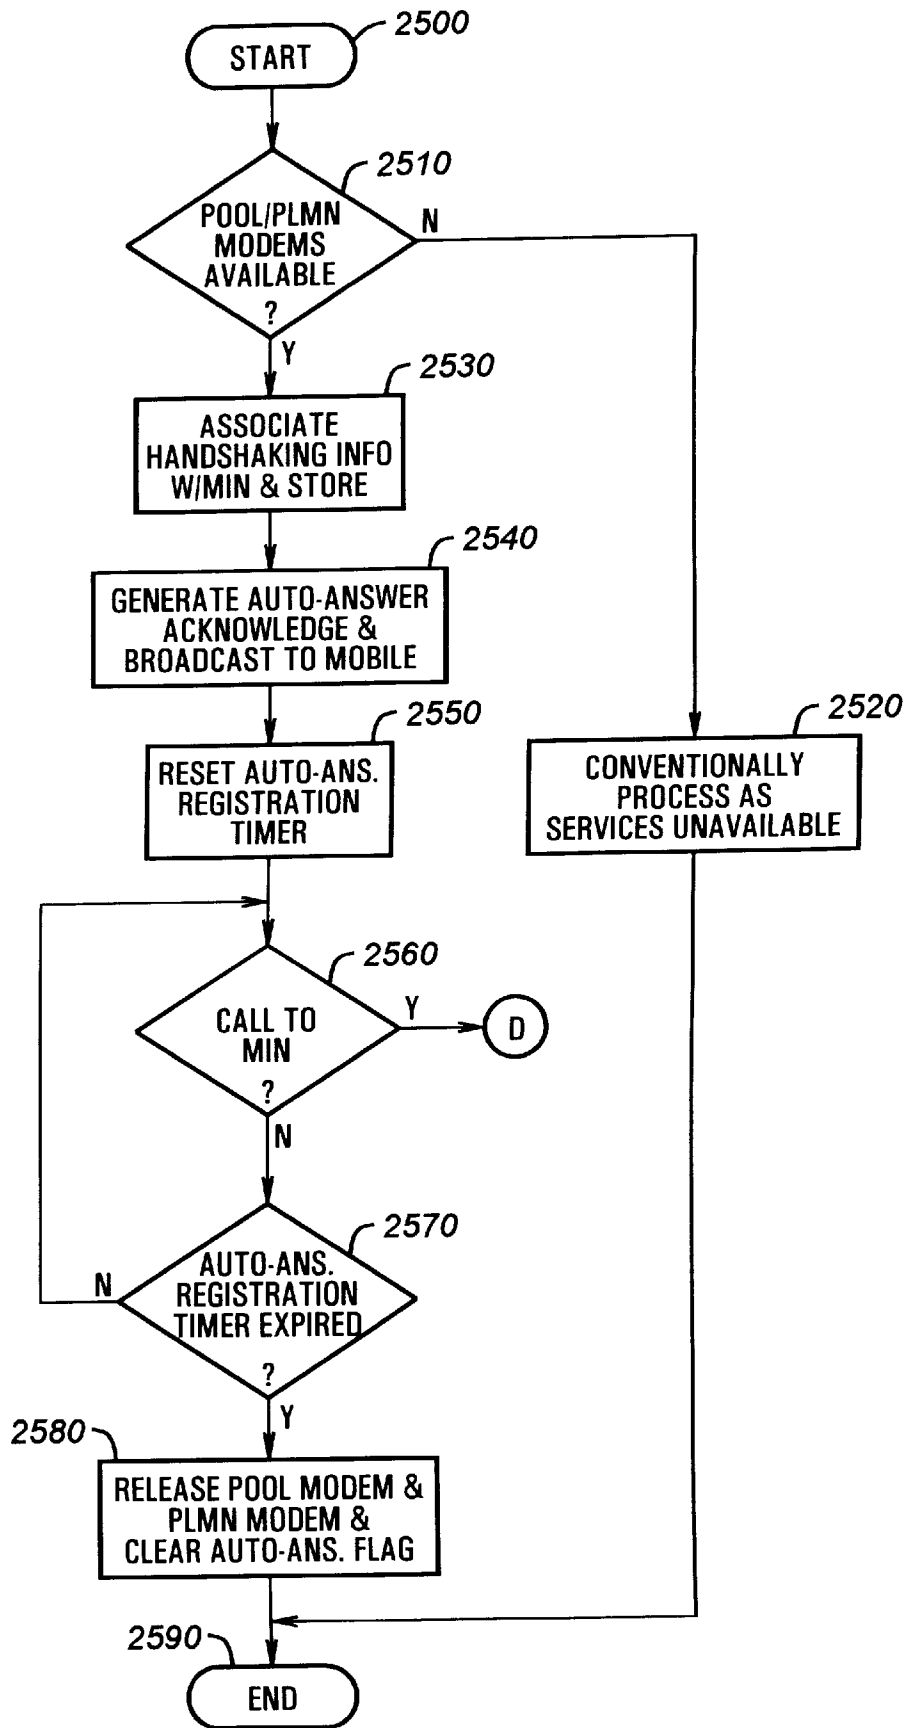 2500
START
2510
POOL/PLMN
MODEMS
AVAILABLE
?
N
Y
2530
ASSOCIATE
HANDSHAKING INFO
W/MIN & STORE
2540
GENERATE AUTO-ANSWER
ACKNOWLEDGE &
BROADCAST TO MOBILE
2550
RESET AUTO-ANS.
REGISTRATION
TIMER
2520
CONVENTIONALLY
PROCESS AS
SERVICES UNAVAILABLE
2560
CALL TO
MIN
?
Y
D
N
2570
AUTO-ANS.
REGISTRATION
TIMER EXPIRED
?
N
Y
2580
RELEASE POOL MODEM &
PLMN MODEM &
CLEAR AUTO-ANS. FLAG
2590
END